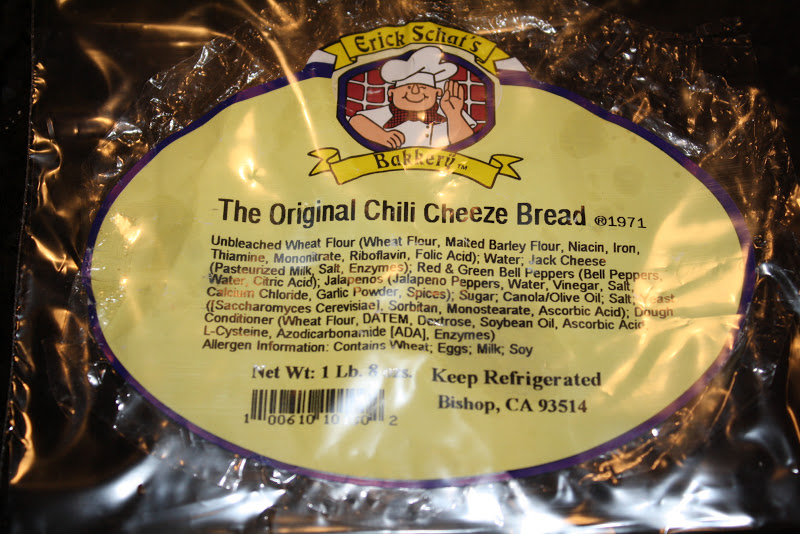 Erick Schat's
Bakkerÿ™
The Original Chili Cheeze Bread ®1971
Unbleached Wheat Flour (Wheat Flour, Malted Barley Flour, Niacin, Iron,
Thiamine, Mononitrate, Riboflavin, Folic Acid); Water; Jack Cheese
(Pasteurized Milk, Salt, Enzymes); Red & Green Bell Peppers (Bell Peppers,
Water, Citric Acid); Jalapenos (Jalapeno Peppers, Water, Vinegar, Salt,
Calcium Chloride, Garlic Powder, Spices); Sugar; Canola/Olive Oil; Salt; Yeast
([Saccharomyces Cerevisiae], Sorbitan, Monostearate, Ascorbic Acid); Dough
Conditioner (Wheat Flour, DATEM, Dextrose, Soybean Oil, Ascorbic Acid,
L-Cysteine, Azodicarbonamide [ADA], Enzymes)
Allergen Information: Contains Wheat; Eggs; Milk; Soy
Net Wt: 1 Lb. 8 ozs. Keep Refrigerated
Bishop, CA 93514
1 00610 2